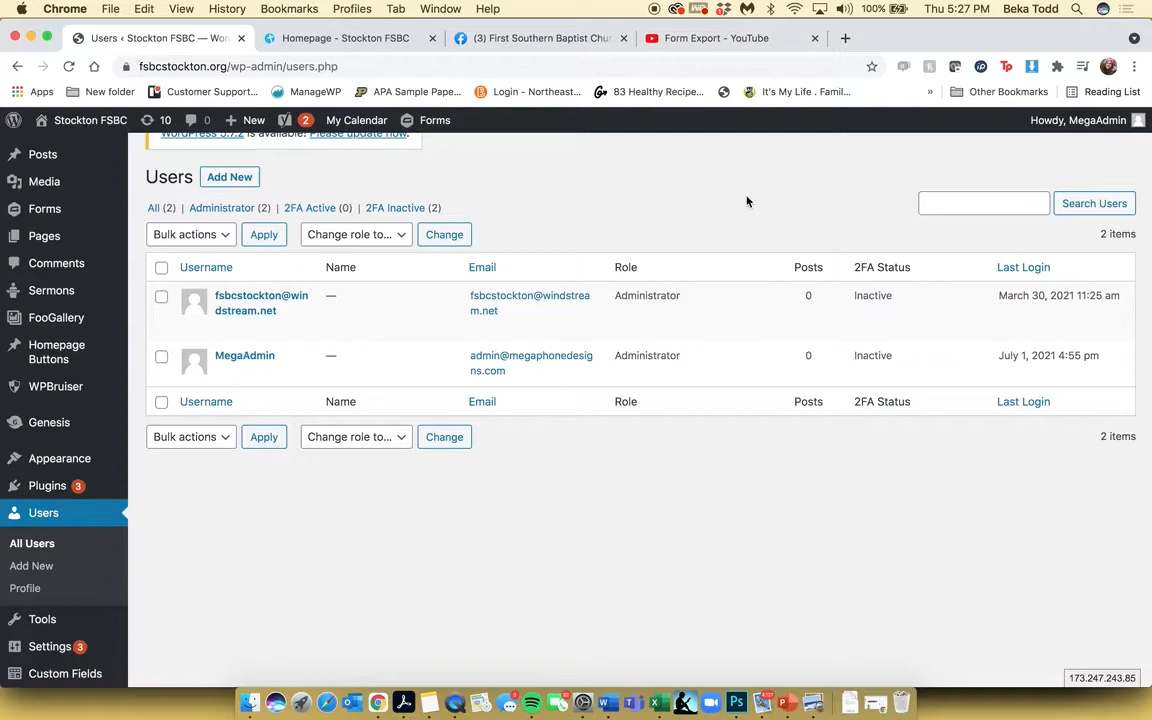 Chrome File Edit View History Bookmarks Profiles Tab Window Help 100% Thu 5:27 PM Beka Todd
Users ‹ Stockton FSBC — Wor Homepage - Stockton FSBC (3) First Southern Baptist Chur Form Export - YouTube
fsbcstockton.org/wp-admin/users.php
Apps New folder Customer Support... ManageWP APA Sample Pape... Login - Northeast... 83 Healthy Recipe... It's My Life . Famil... » Other Bookmarks Reading List
Stockton FSBC 10 0 New 2 My Calendar Forms Howdy, MegaAdmin
WordPress 5.7.2 is available! Please update now.
Posts
Media
Forms
Pages
Comments
Sermons
FooGallery
Homepage
Buttons
WPBruiser
Genesis
Appearance
Plugins 3
Users
All Users
Add New
Profile
Tools
Settings 3
Custom Fields
Users Add New
All (2) | Administrator (2) | 2FA Active (0) | 2FA Inactive (2)
Search Users
Bulk actions Apply Change role to... Change 2 items
Username Name Email Role Posts 2FA Status Last Login
fsbcstockton@win — fsbcstockton@windstrea Administrator 0 Inactive March 30, 2021 11:25 am
dstream.net m.net
MegaAdmin — admin@megaphonedesig Administrator 0 Inactive July 1, 2021 4:55 pm
ns.com
Username Name Email Role Posts 2FA Status Last Login
Bulk actions Apply Change role to... Change 2 items
173.247.243.85